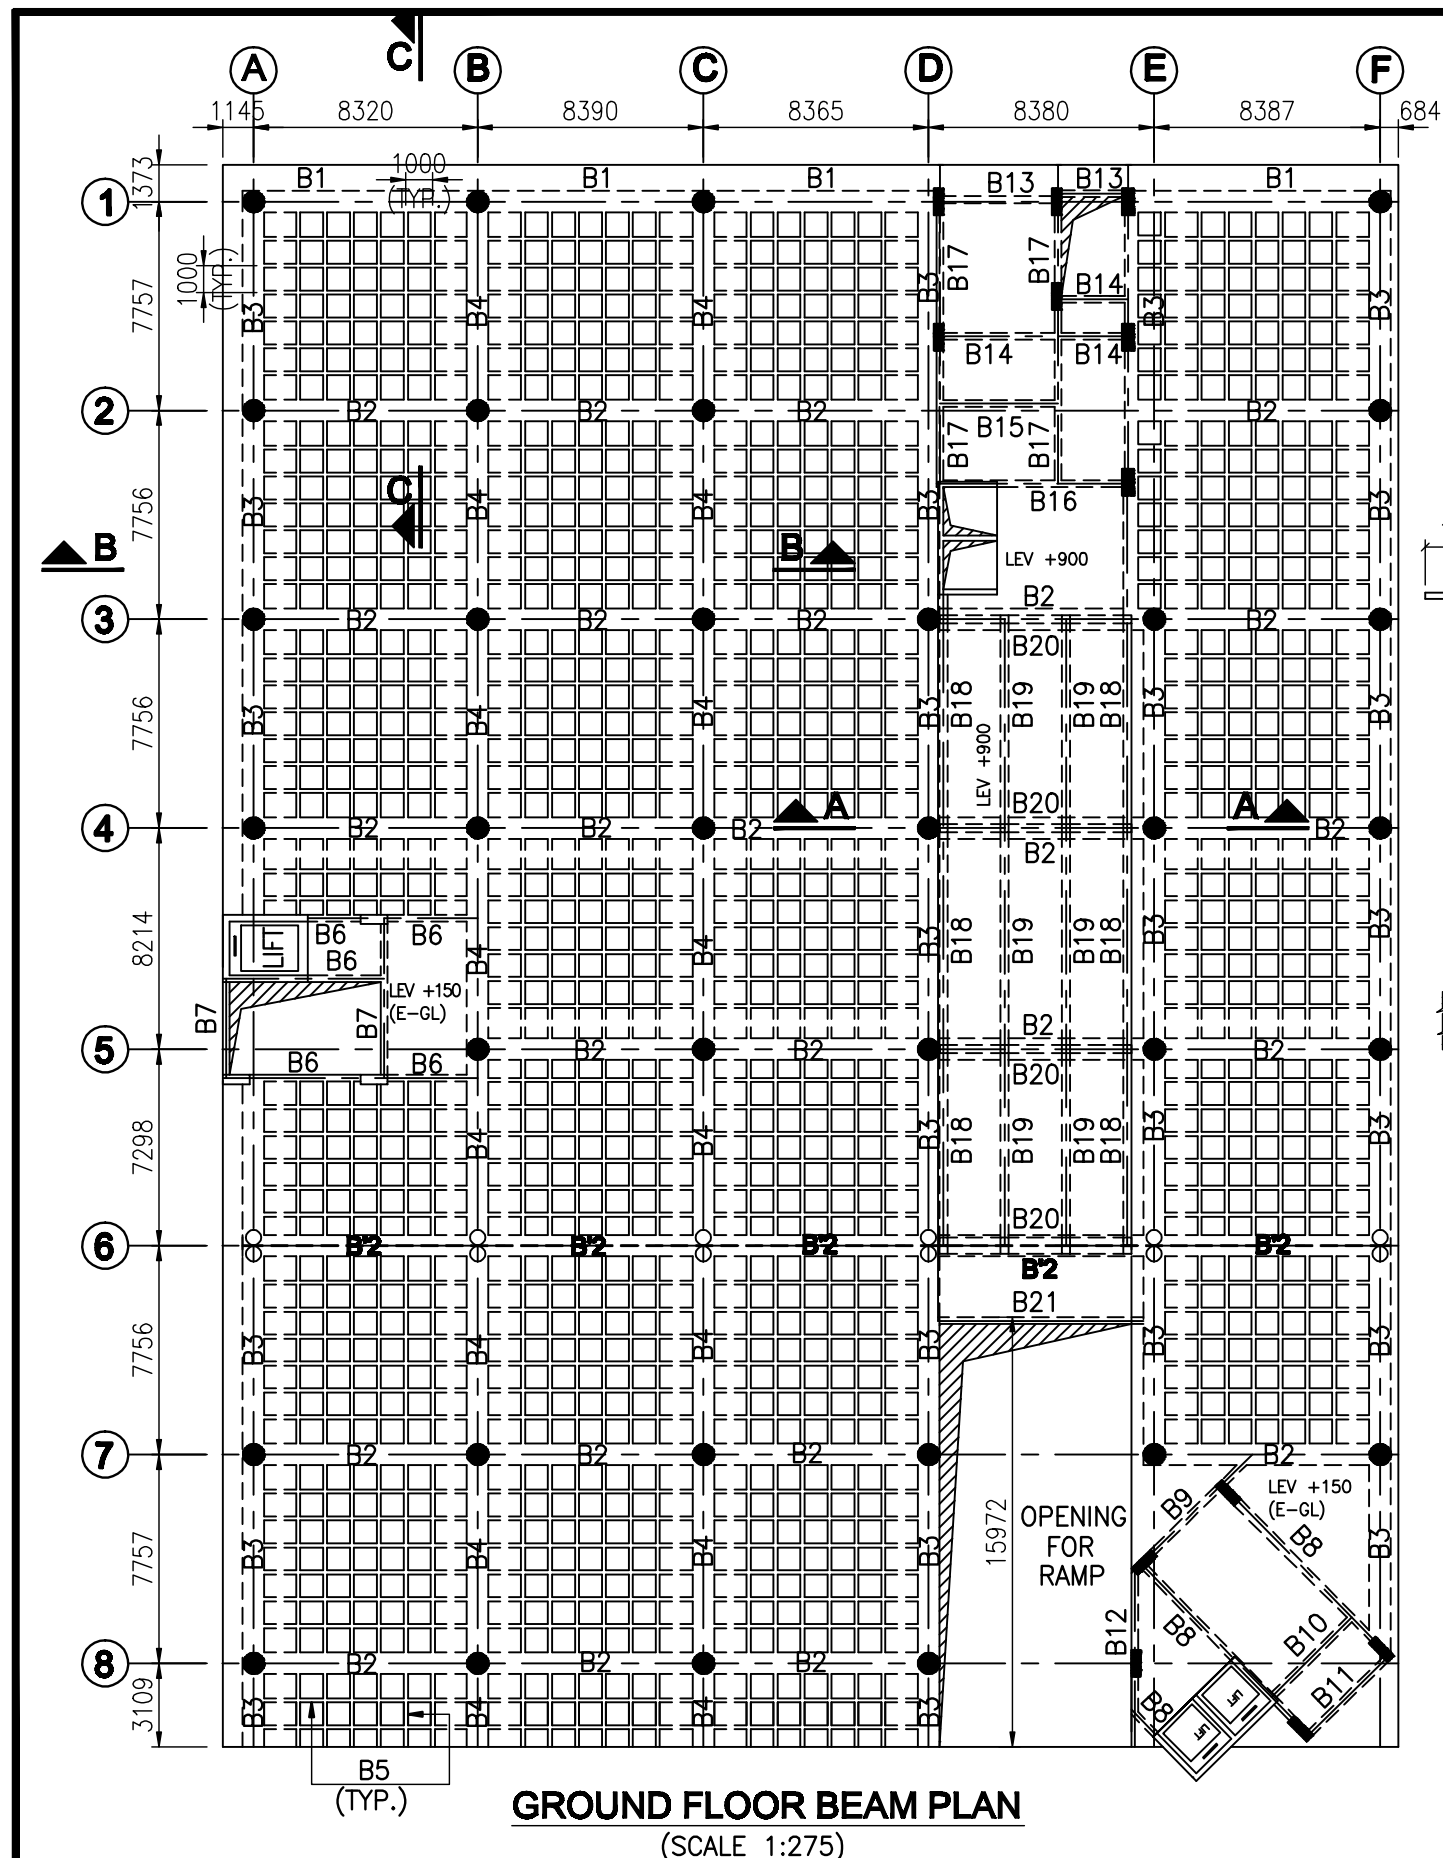 C
A B C D E F
1145 8320 8390 8365 8380 8387 684
1373
B1 1000 B1 B1 B13 B13 B1
(TYP.)
1
1000
(TYP.)
B17 B17
B14
7757
B3 B4 B4 B3 B3 B3
B14 B14
2
B2 B2 B2 B2
B15
B17 B17
C
7756
B3 B4 B4 B3 B3
B16
B B
LEV +900
B2
3
B2 B2 B2 B2
B20
7756
B3 B4 B4 B3 B18 B19 B19 B18 B3 B3
LEV +900
B20
A A
4
B2 B2 B2 B2
B2
8214
LIFT
B6 B6
B6
B4 B4 B3 B18 B19 B19 B18 B3 B3
LEV +150
(E-GL)
B7 B7
B2
5
B2 B2 B2
B6 B6
B20
7298
B4 B4 B3 B18 B19 B19 B18 B3 B3
B20
6
B'2 B'2 B'2 B'2
B'2
B21
7756
B3 B4 B4 B3 B3 B3
7
B2 B2 B2 B2
LEV +150
(E-GL)
B9
7757
B3 B4 B4 B3 B3
15972
OPENING
FOR
RAMP
B8
B12 B8 B10
8
B2 B2 B2
B11
3109
B3 B4 B4 B3
B8
LIFT
LIFT
B5
(TYP.)
GROUND FLOOR BEAM PLAN
(SCALE 1:275)